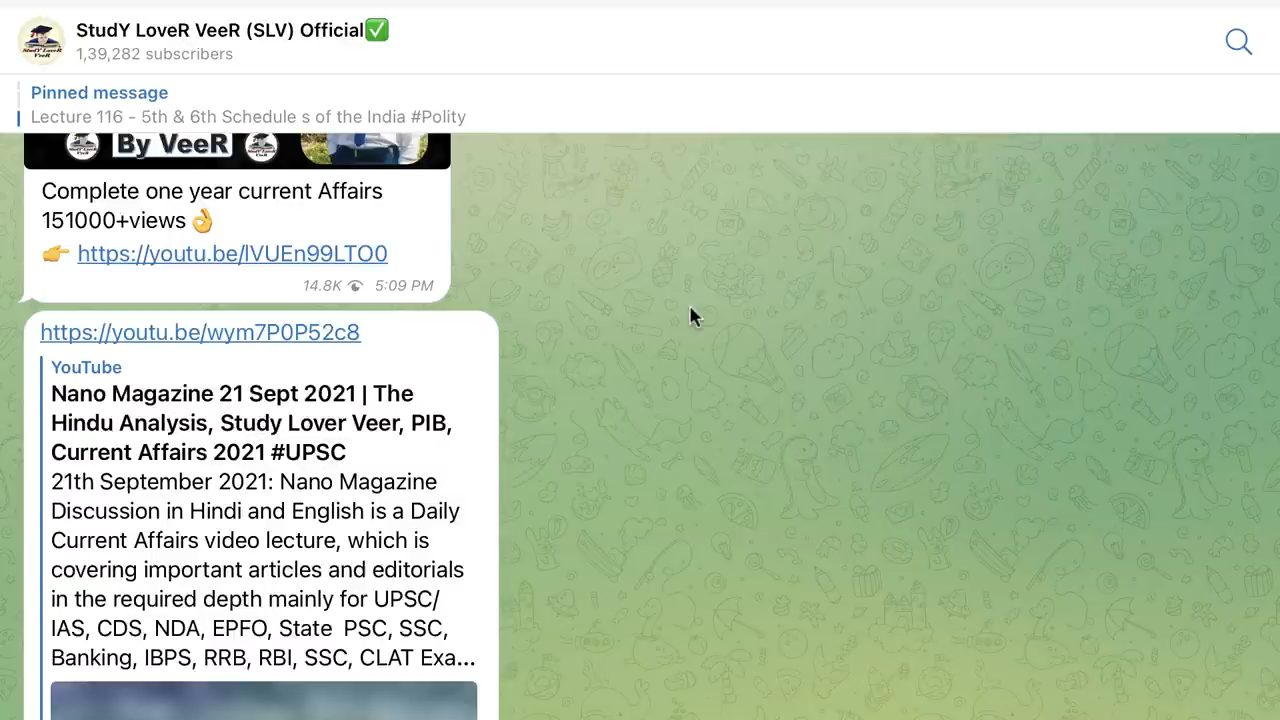 StudY LoveR VeeR (SLV) Official✅
1,39,282 subscribers
Pinned message
Lecture 116 - 5th & 6th Schedule s of the India #Polity
By VeeR
Complete one year current Affairs
151000+views 👌
👉 https://youtu.be/lVUEn99LTO0
14.8K 5:09 PM
https://youtu.be/wym7P0P52c8
YouTube
Nano Magazine 21 Sept 2021 | The
Hindu Analysis, Study Lover Veer, PIB,
Current Affairs 2021 #UPSC
21th September 2021: Nano Magazine
Discussion in Hindi and English is a Daily
Current Affairs video lecture, which is
covering important articles and editorials
in the required depth mainly for UPSC/
IAS, CDS, NDA, EPFO, State  PSC, SSC,
Banking, IBPS, RRB, RBI, SSC, CLAT Exa...